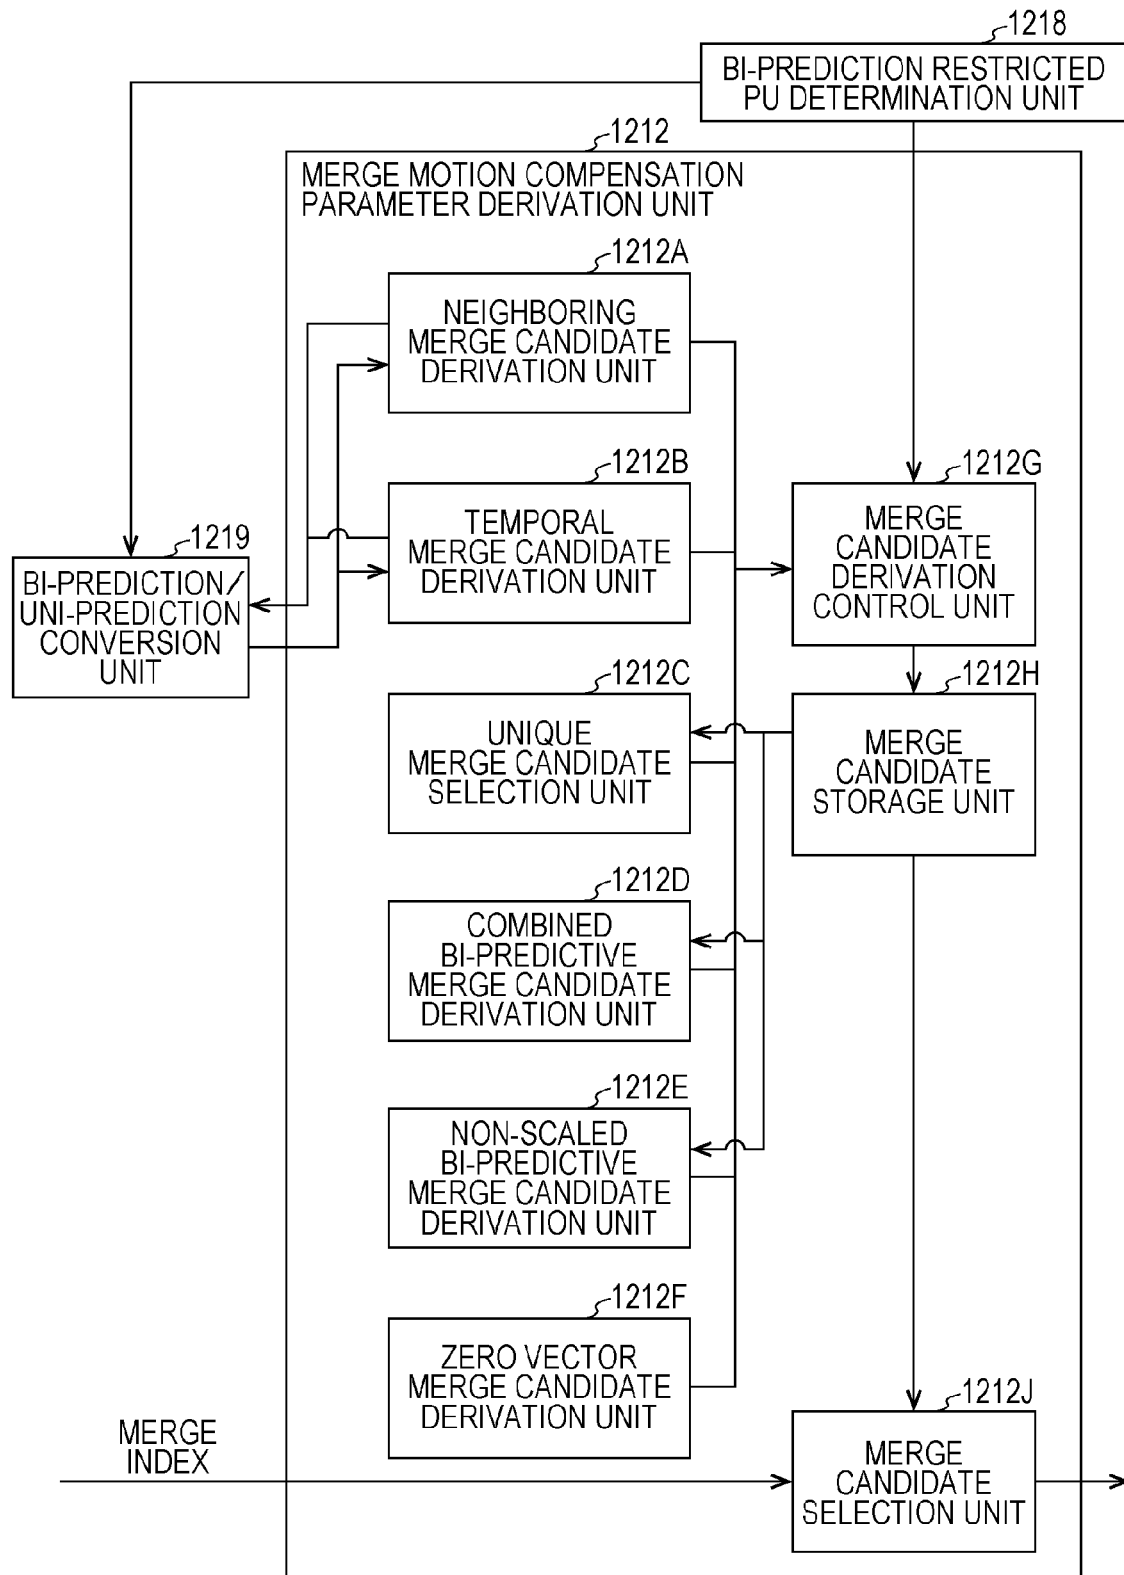 1218
BI-PREDICTION RESTRICTED
PU DETERMINATION UNIT
1212
MERGE MOTION COMPENSATION
PARAMETER DERIVATION UNIT
1212A
NEIGHBORING
MERGE CANDIDATE
DERIVATION UNIT
1212B
TEMPORAL
MERGE CANDIDATE
DERIVATION UNIT
1212G
MERGE
CANDIDATE
DERIVATION
CONTROL UNIT
1219
BI-PREDICTION/
UNI-PREDICTION
CONVERSION
UNIT
1212C
UNIQUE
MERGE CANDIDATE
SELECTION UNIT
1212H
MERGE
CANDIDATE
STORAGE UNIT
1212D
COMBINED
BI-PREDICTIVE
MERGE CANDIDATE
DERIVATION UNIT
1212E
NON-SCALED
BI-PREDICTIVE
MERGE CANDIDATE
DERIVATION UNIT
1212F
ZERO VECTOR
MERGE CANDIDATE
DERIVATION UNIT
MERGE
INDEX
1212J
MERGE
CANDIDATE
SELECTION UNIT